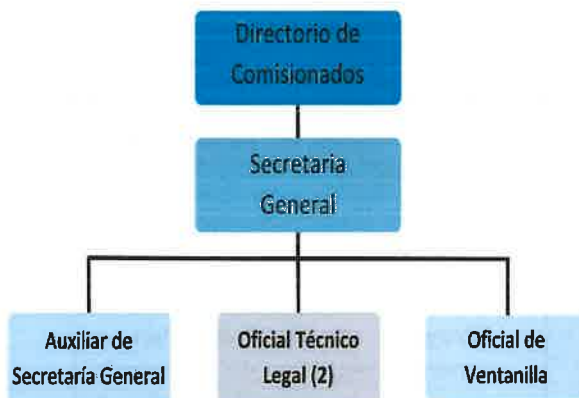 Directorio de
Comisionados
Secretaria
General
Auxiliar de
Secretaría General
Oficial Técnico
Legal (2)
Oficial de
Ventanilla